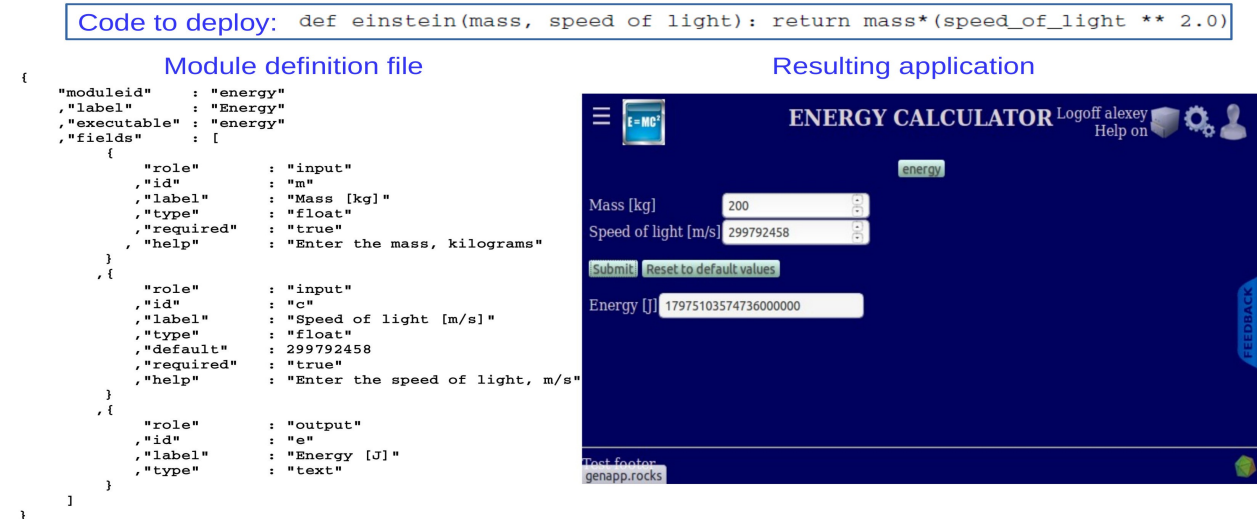 Code to deploy: def einstein(mass, speed of light): return mass*(speed_of_light ** 2.0)
Module definition file
{
"moduleid" : "energy"
,"label" : "Energy"
,"executable" : "energy"
,"fields" : [
{
"role" : "input"
,"id" : "m"
,"label" : "Mass [kg]"
,"type" : "float"
,"required" : "true"
, "help" : "Enter the mass, kilograms"
}
,{
"role" : "input"
,"id" : "c"
,"label" : "Speed of light [m/s]"
,"type" : "float"
,"default" : 299792458
,"required" : "true"
,"help" : "Enter the speed of light, m/s"
}
,{
"role" : "output"
,"id" : "e"
,"label" : "Energy [J]"
,"type" : "text"
}
]
}
Resulting application
E=MC²
ENERGY CALCULATOR
Logoff alexey
Help on
energy
Mass [kg] 200
Speed of light [m/s] 299792458
Submit Reset to default values
Energy [J] 17975103574736000000
FEEDBACK
Test footer
genapp.rocks